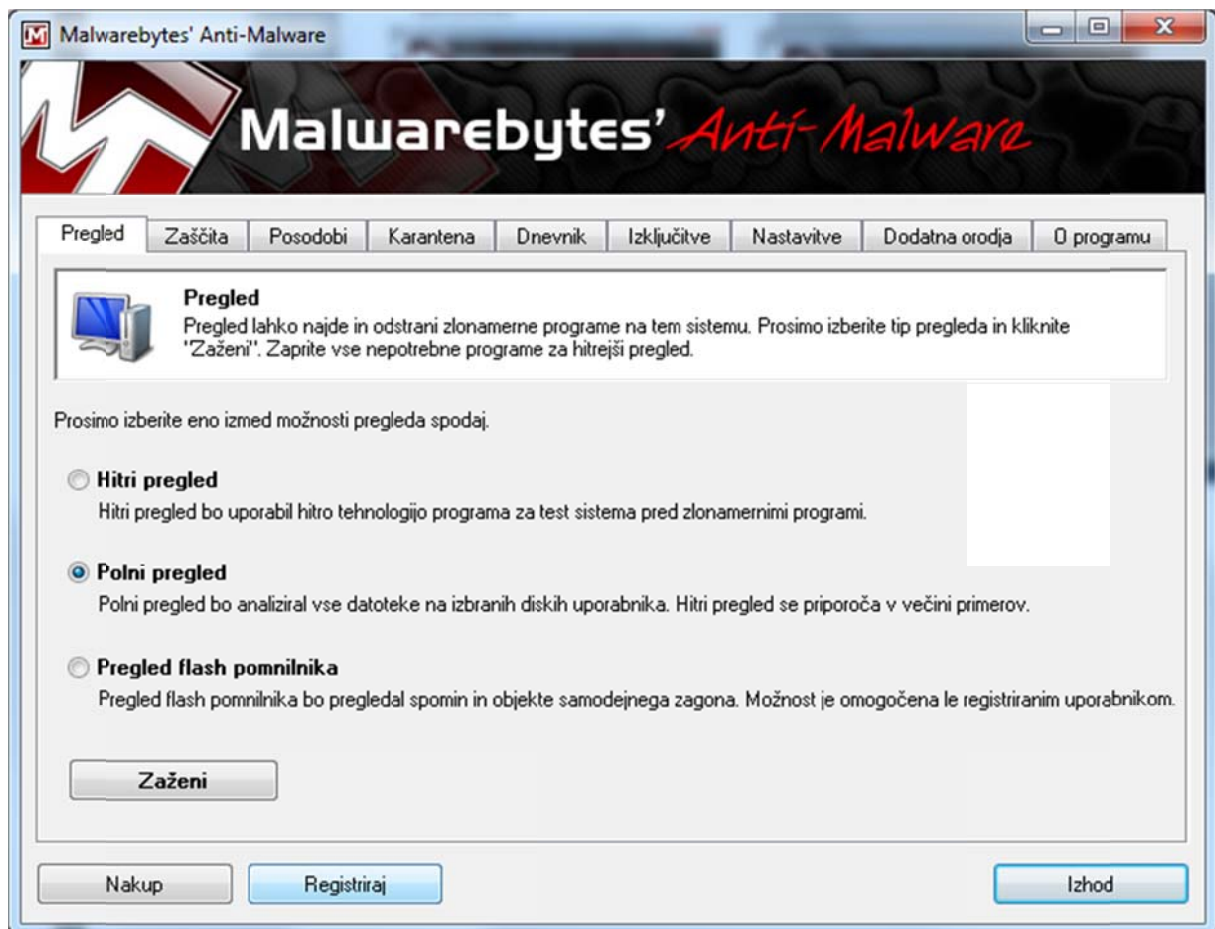 Malwarebytes' Anti-Malware
Malwarebytes' Anti-Malware
Pregled Zaščita Posodobi Karantena Dnevnik Izključitve Nastavitve Dodatna orodja O programu
Pregled
Pregled lahko najde in odstrani zlonamerne programe na tem sistemu. Prosimo izberite tip pregleda in kliknite
"Zaženi". Zaprite vse nepotrebne programe za hitrejši pregled.
Prosimo izberite eno izmed možnosti pregleda spodaj.
Hitri pregled
Hitri pregled bo uporabil hitro tehnologijo programa za test sistema pred zlonamernimi programi.
Polni pregled
Polni pregled bo analiziral vse datoteke na izbranih diskih uporabnika. Hitri pregled se priporoča v večini primerov.
Pregled flash pomnilnika
Pregled flash pomnilnika bo pregledal spomin in objekte samodejnega zagona. Možnost je omogočena le registriranim uporabnikom.
Zaženi
Nakup Registriraj Izhod